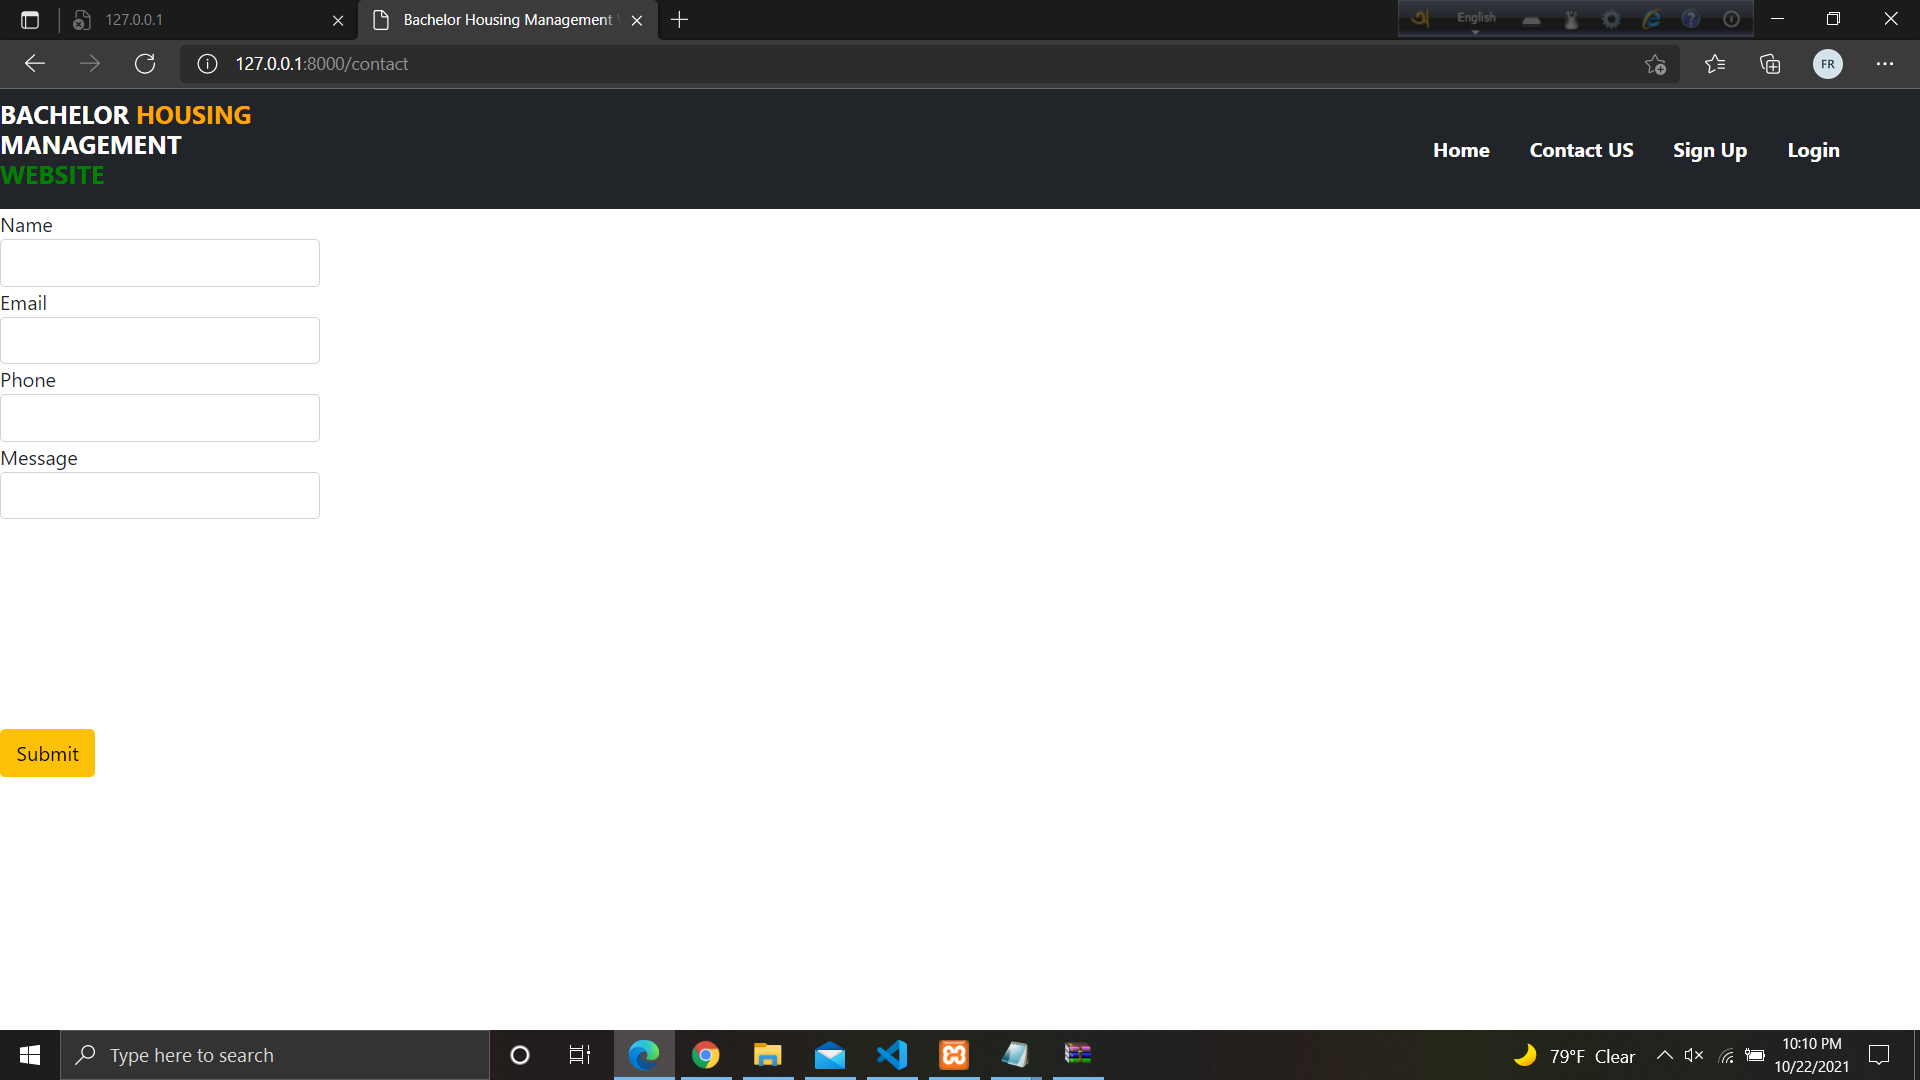 127.0.0.1
Bachelor Housing Management
English
127.0.0.1:8000/contact
FR
BACHELOR HOUSING
MANAGEMENT
WEBSITE
Home Contact US Sign Up Login
Name
Email
Phone
Message
Submit
Type here to search
79°F Clear
10:10 PM
10/22/2021